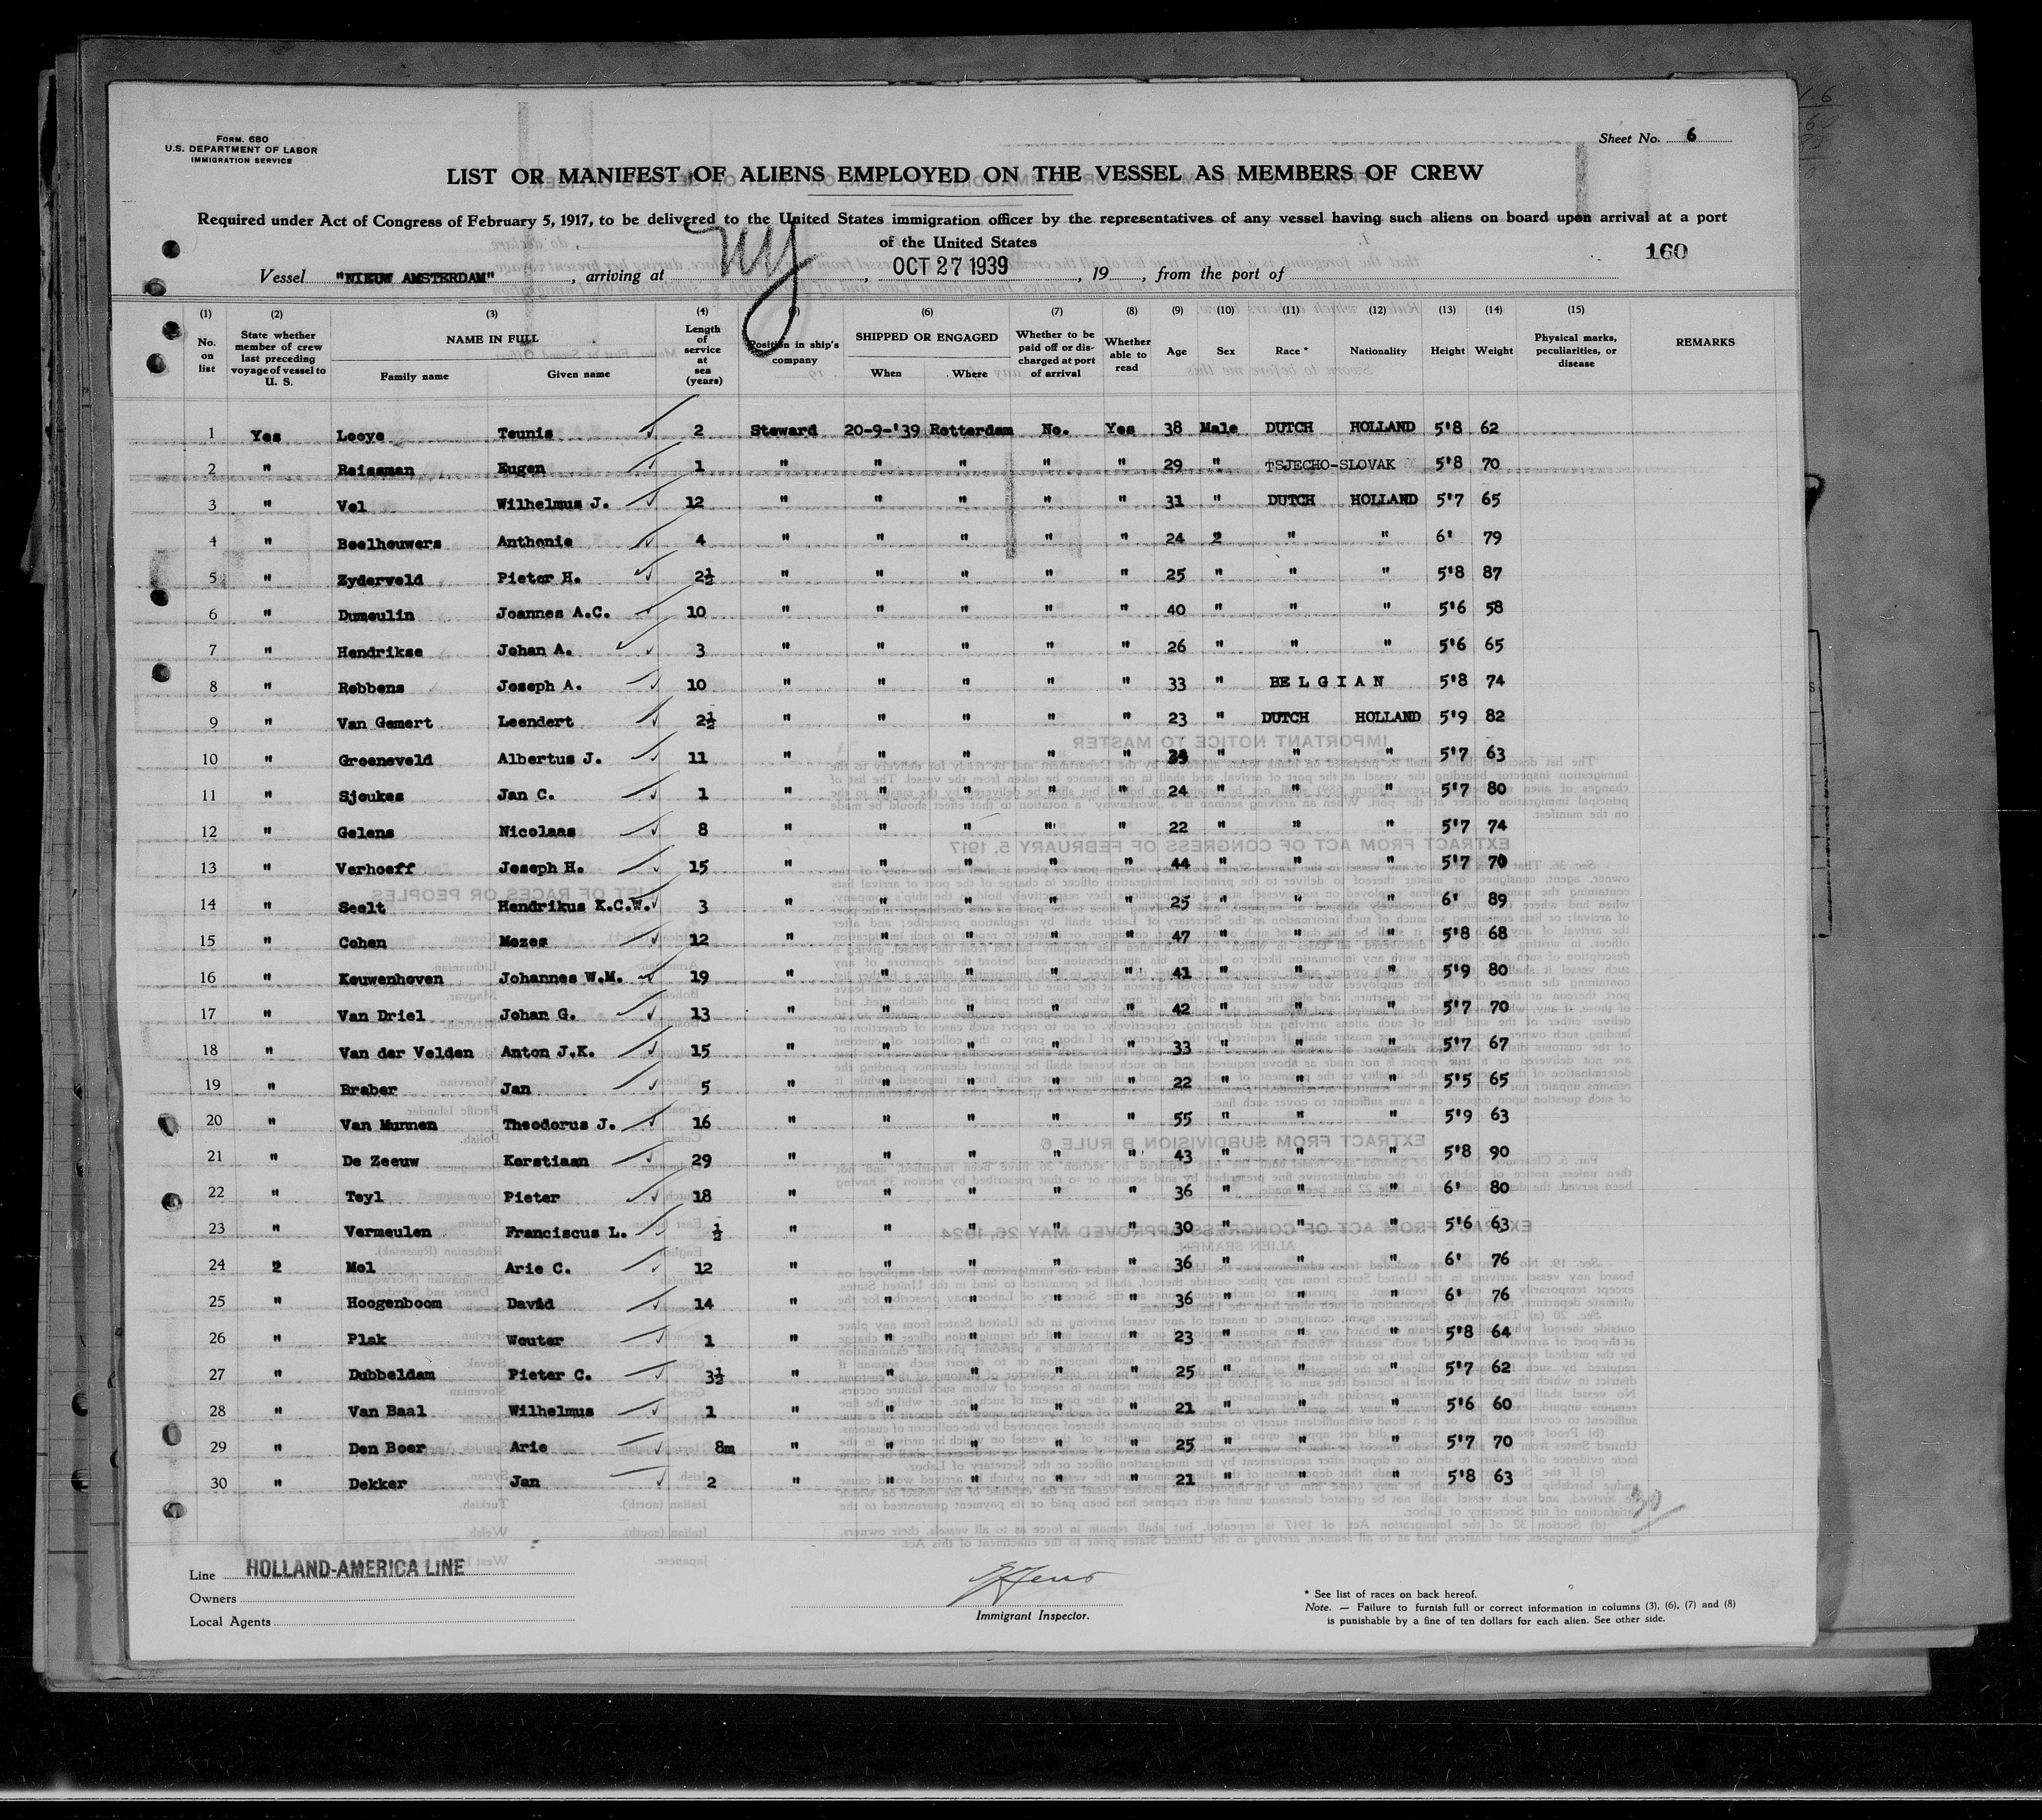 Form. 680
U.S. DEPARTMENT OF LABOR
IMMIGRATION SERVICE
Sheet No. 6
LIST OR MANIFEST OF ALIENS EMPLOYED ON THE VESSEL AS MEMBERS OF CREW
Required under Act of Congress of February 5, 1917, to be delivered to the United States immigration officer by the representatives of any vessel having such aliens on board upon arrival at a port
of the United States
160
Vessel "NIEUW AMSTERDAM", arriving at NY, OCT 27 1939, 19, from the port of
(1) (2) (3) (4) (5) (6) (7) (8) (9) (10) (11) (12) (13) (14) (15)
No. on list State whether member of crew last preceding voyage of vessel to U. S. NAME IN FULL Family name Given name Length of service at sea (years) Position in ship's company SHIPPED OR ENGAGED When Where Whether to be paid off or discharged at port of arrival Whether able to read Age Sex Race * Nationality Height Weight Physical marks, peculiarities, or disease REMARKS
1 Yes Looye Teunis 2 Steward 20-9-'39 Rotterdam No. Yes 38 Male DUTCH HOLLAND 5'8 62
2 " Reissman Eugen 1 " " " " " 29 " TSJECHO-SLOVAK 5'8 70
3 " Vol Wilhelmus J. 12 " " " " " 31 " DUTCH HOLLAND 5'7 65
4 " Beelhouwers Anthonie 4 " " " " " 24 2 " " 6' 79
5 " Zyderveld Pieter H. 2½ " " " " " 25 " " " 5'8 87
6 " Dumoulin Joannes A.C. 10 " " " " " 40 " " " 5'6 58
7 " Hendrikse Johan A. 3 " " " " " 26 " " " 5'6 65
8 " Robbens Joseph A. 10 " " " " " 33 " BELGIAN 5'8 74
9 " Van Gemert Leendert 2½ " " " " " 23 " DUTCH HOLLAND 5'9 82
10 " Groeneveld Albertus J. 11 " " " " " " " " 5'7 63
11 " Sjoukes Jan C. 1 " " " " " 24 " " " 5'7 80
12 " Gelens Nicolaas 8 " " " " " 22 " " " 5'7 74
13 " Verhoeff Joseph H. 15 " " " " " 44 " " " 5'7 70
14 " Seelt Hendrikus K.C.W. 3 " " " " " 25 " " " 6' 89
15 " Cohen Mozes 12 " " " " " 47 " " " 5'8 68
16 " Kouwenhoven Johannes W.M. 19 " " " " " 41 " " " 5'9 80
17 " Van Driel Johan G. 13 " " " " " 42 " " " 5'7 70
18 " Van der Velden Anton J.K. 15 " " " " " 33 " " " 5'7 67
19 " Braber Jan 5 " " " " " 22 " " " 5'5 65
20 " Van Munnen Theodorus J. 16 " " " " " 55 " " " 5'9 63
21 " De Zeeuw Korstiaan 29 " " " " " 43 " " " 5'8 90
22 " Teyl Pieter 18 " " " " " 36 " " " 6' 80
23 " Vermeulen Franciscus L. ½ " " " " " 30 " " " 5'6 63
24 2 Mol Arie C. 12 " " " " " 36 " " " 6' 76
25 " Hoogenboom David 14 " " " " " 36 " " " 6' 76
26 " Plak Wouter 1 " " " " " 23 " " " 5'8 64
27 " Dubbeldam Pieter C. 3½ " " " " " 25 " " " 5'7 62
28 " Van Baal Wilhelmus 1 " " " " " 21 " " " 5'6 60
29 " Den Boer Arie 8m " " " " " 25 " " " 5'7 70
30 " Dekker Jan 2 " " " " " 21 " " " 5'8 63
30
Line HOLLAND-AMERICA LINE
Owners
Local Agents
Immigrant Inspector.
* See list of races on back hereof.
Note. — Failure to furnish full or correct information in columns (3), (6), (7) and (8)
is punishable by a fine of ten dollars for each alien. See other side.